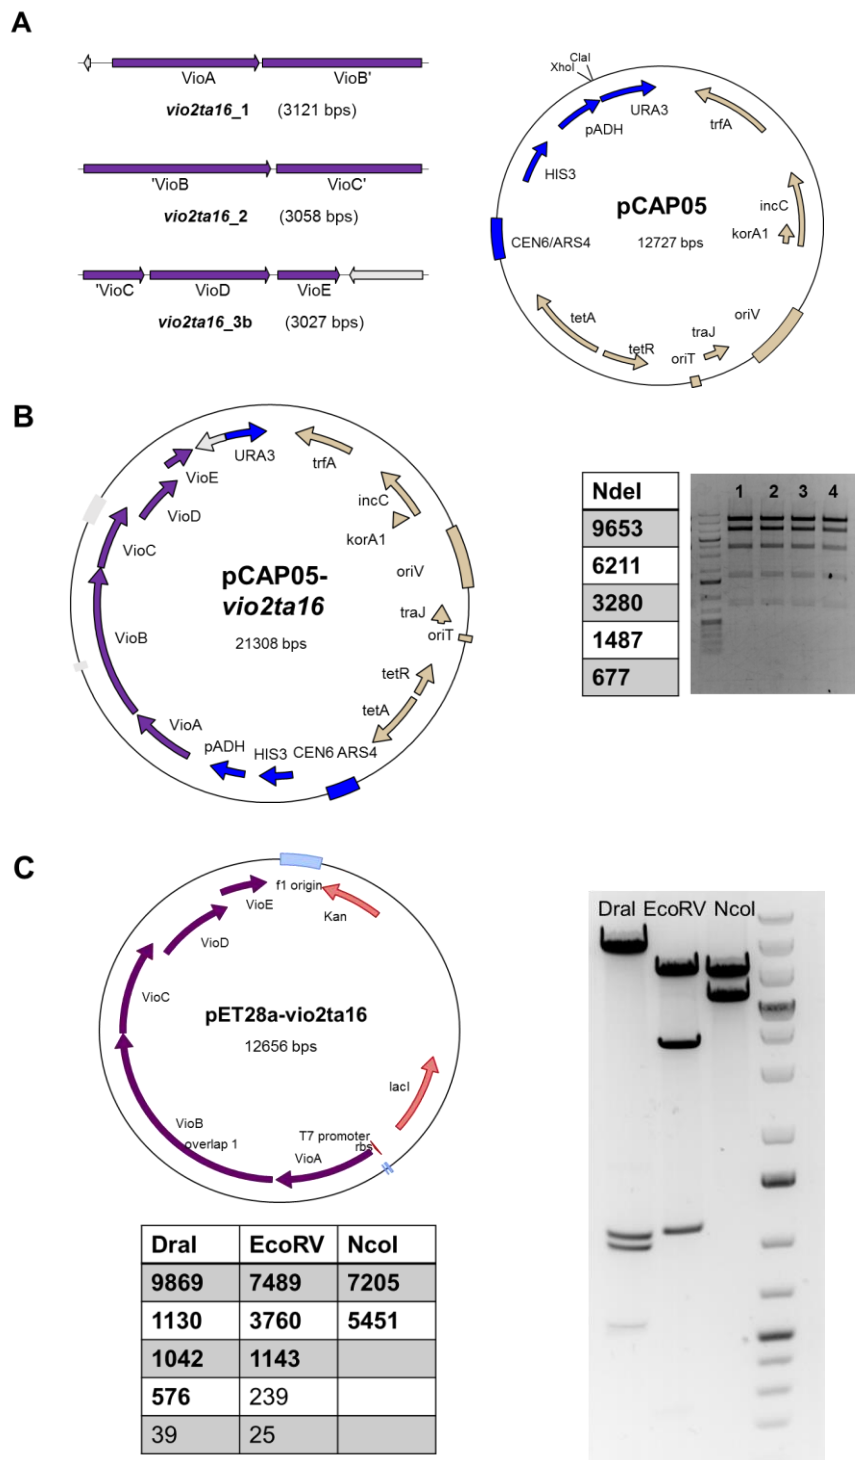 A
VioA VioB'
vio2ta16_1 (3121 bps)
'VioB VioC'
vio2ta16_2 (3058 bps)
'VioC VioD VioE
vio2ta16_3b (3027 bps)
ClaI
XhoI
URA3
pADH
trfA
HIS3
pCAP05
incC
korA1
12727 bps
CEN6/ARS4
oriV
tetA
traJ
tetR
oriT
B
URA3
trfA
VioE
incC
VioD
korA1
VioC
pCAP05-
oriV
vio2ta16
traJ
VioB
21308 bps
oriT
tetR
tetA
VioA
pADH HIS3 CEN6 ARS4
NdeI
9653
6211
3280
1487
677
1 2 3 4
C
f1 origin
VioE
Kan
VioD
VioC
pET28a-vio2ta16
12656 bps
lacI
VioB
T7 promoter
overlap 1
rbs
VioA
DraI EcoRV NcoI
9869 7489 7205
1130 3760 5451
1042 1143
576 239
39 25
DraI EcoRV NcoI